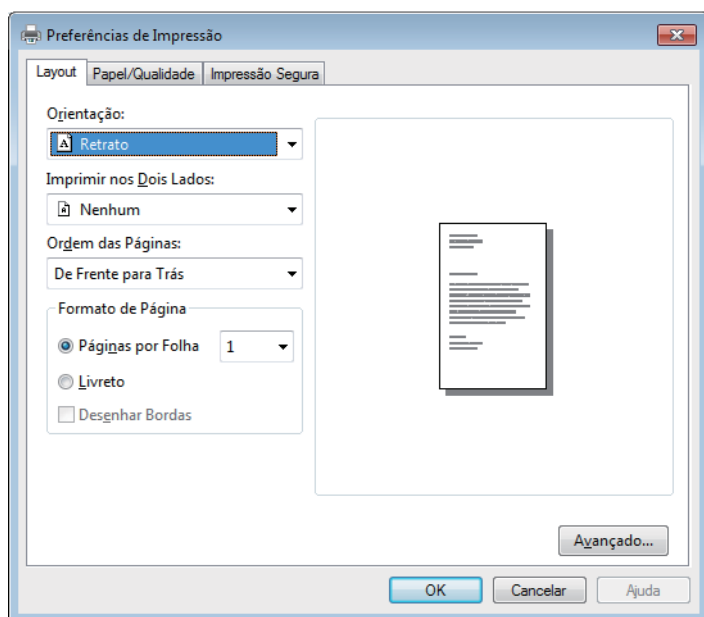 Preferências de Impressão
Layout Papel/Qualidade Impressão Segura
Orientação:
A Retrato
Imprimir nos Dois Lados:
Nenhum
Ordem das Páginas:
De Frente para Trás
Formato de Página
Páginas por Folha 1
Livreto
Desenhar Bordas
Avançado...
OK Cancelar Ajuda